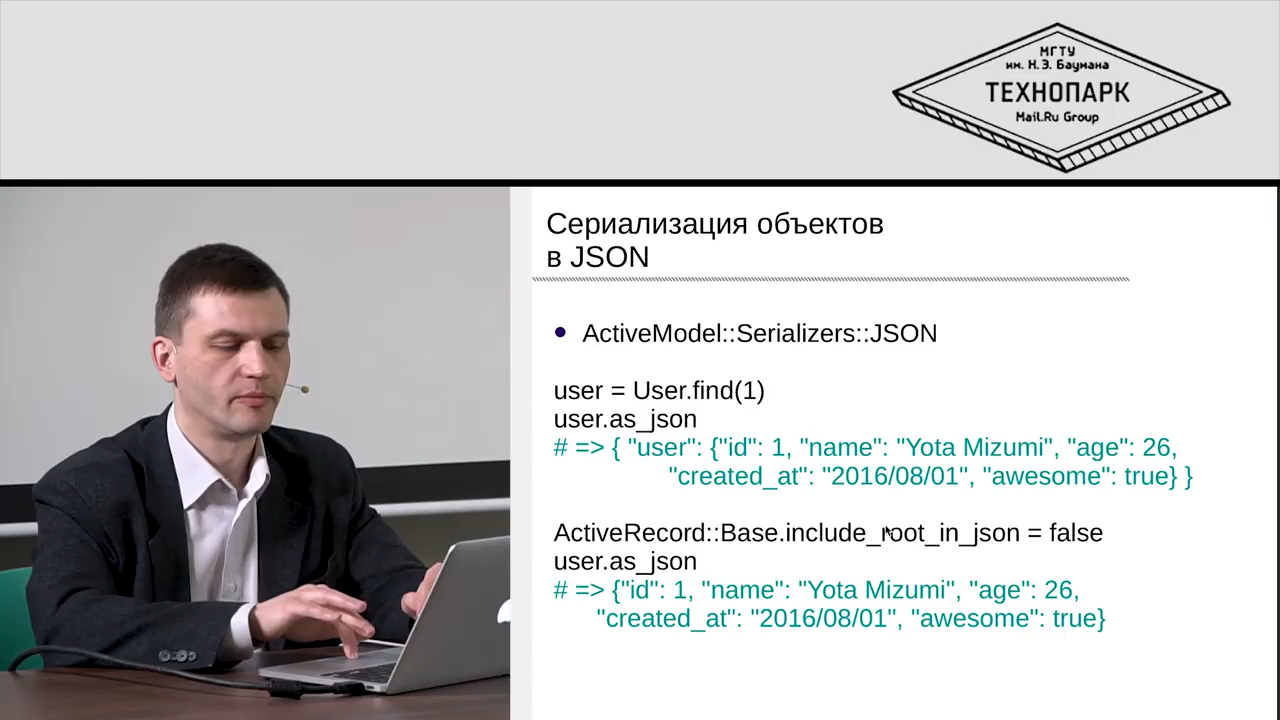 МГТУ
им. Н.Э. Баумана
ТЕХНОПАРК
Mail.Ru Group
Сериализация объектов
в JSON
ActiveModel::Serializers::JSON
user = User.find(1)
user.as_json
# => { "user": {"id": 1, "name": "Yota Mizumi", "age": 26,
"created_at": "2016/08/01", "awesome": true} }
ActiveRecord::Base.include_root_in_json = false
user.as_json
# => {"id": 1, "name": "Yota Mizumi", "age": 26,
"created_at": "2016/08/01", "awesome": true}